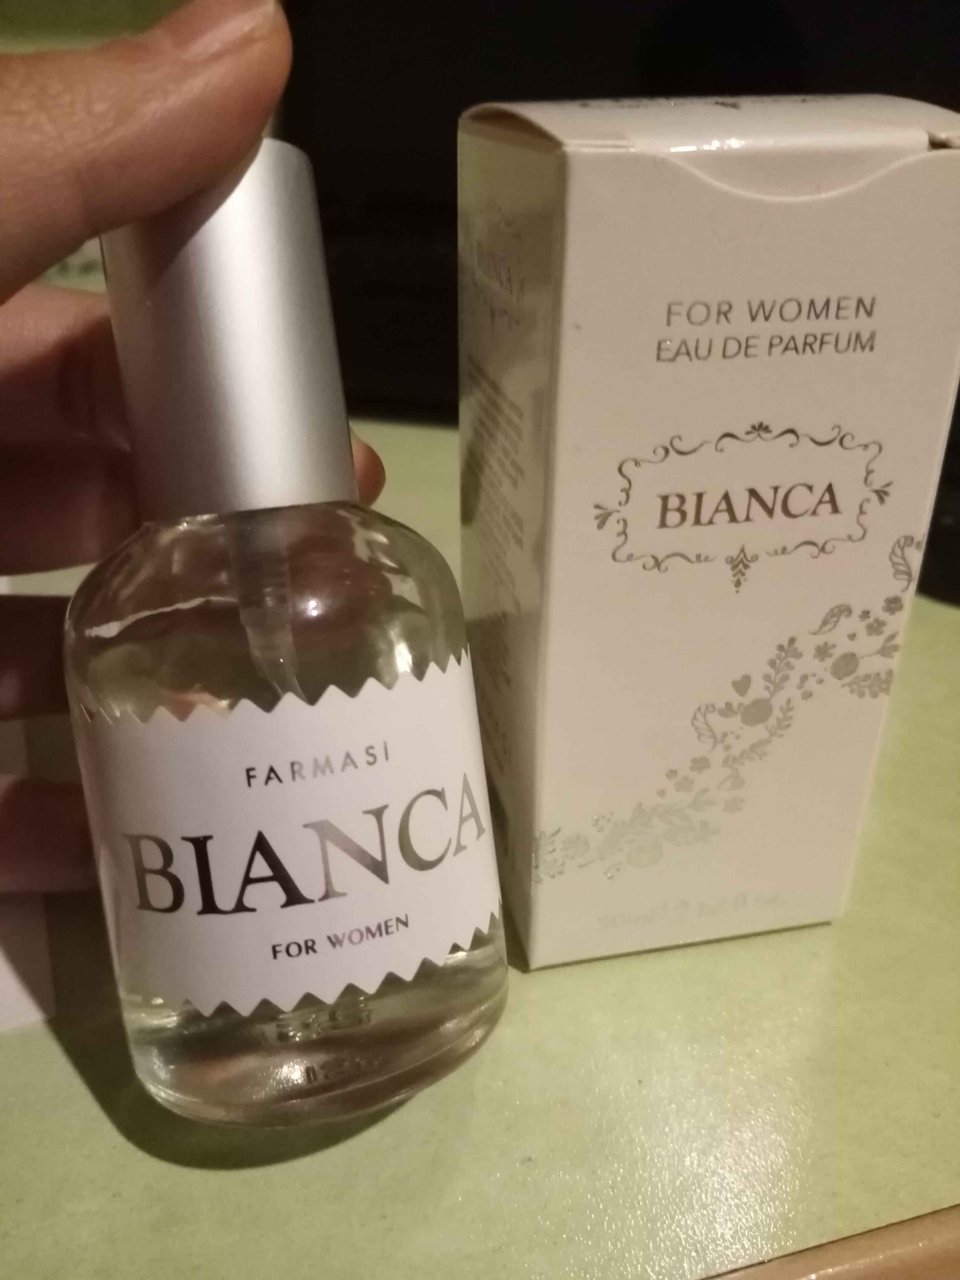 FARMASİ
BIANCA
FOR WOMEN
FOR WOMEN
EAU DE PARFUM
BIANCA